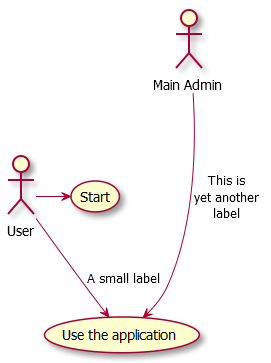 Main Admin
Start
This is
yet another
label
User
A small label
Use the application